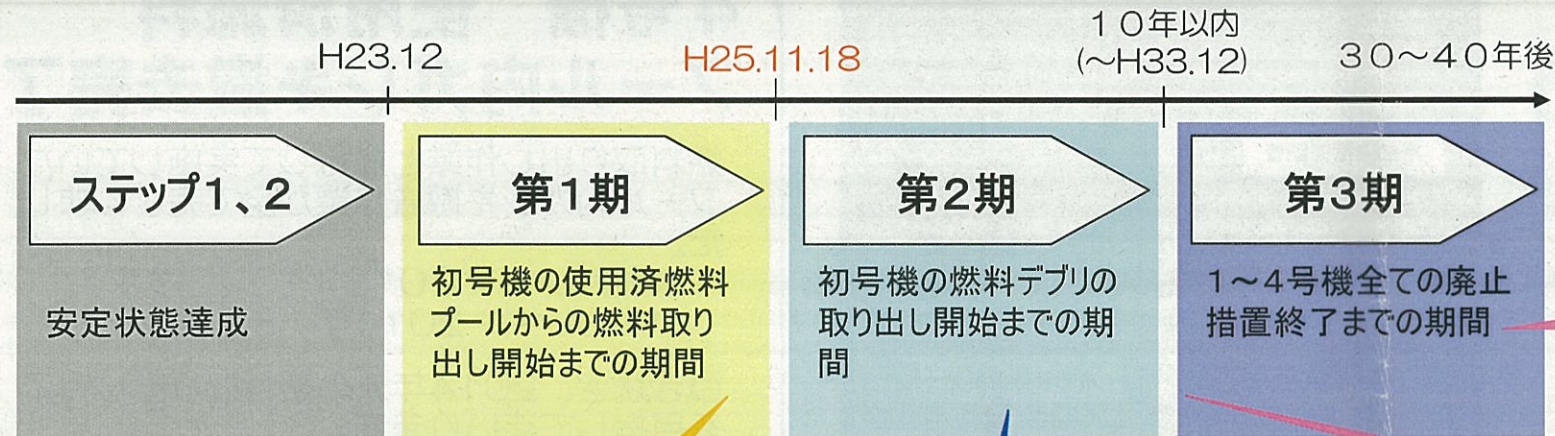 H23.12
H25.11.18
10年以内
(～H33.12)
30～40年後
ステップ1、2
安定状態達成
第1期
初号機の使用済燃料
プールからの燃料取り
出し開始までの期間
第2期
初号機の燃料デブリの
取り出し開始までの期
間
第3期
1～4号機全ての廃止
措置終了までの期間